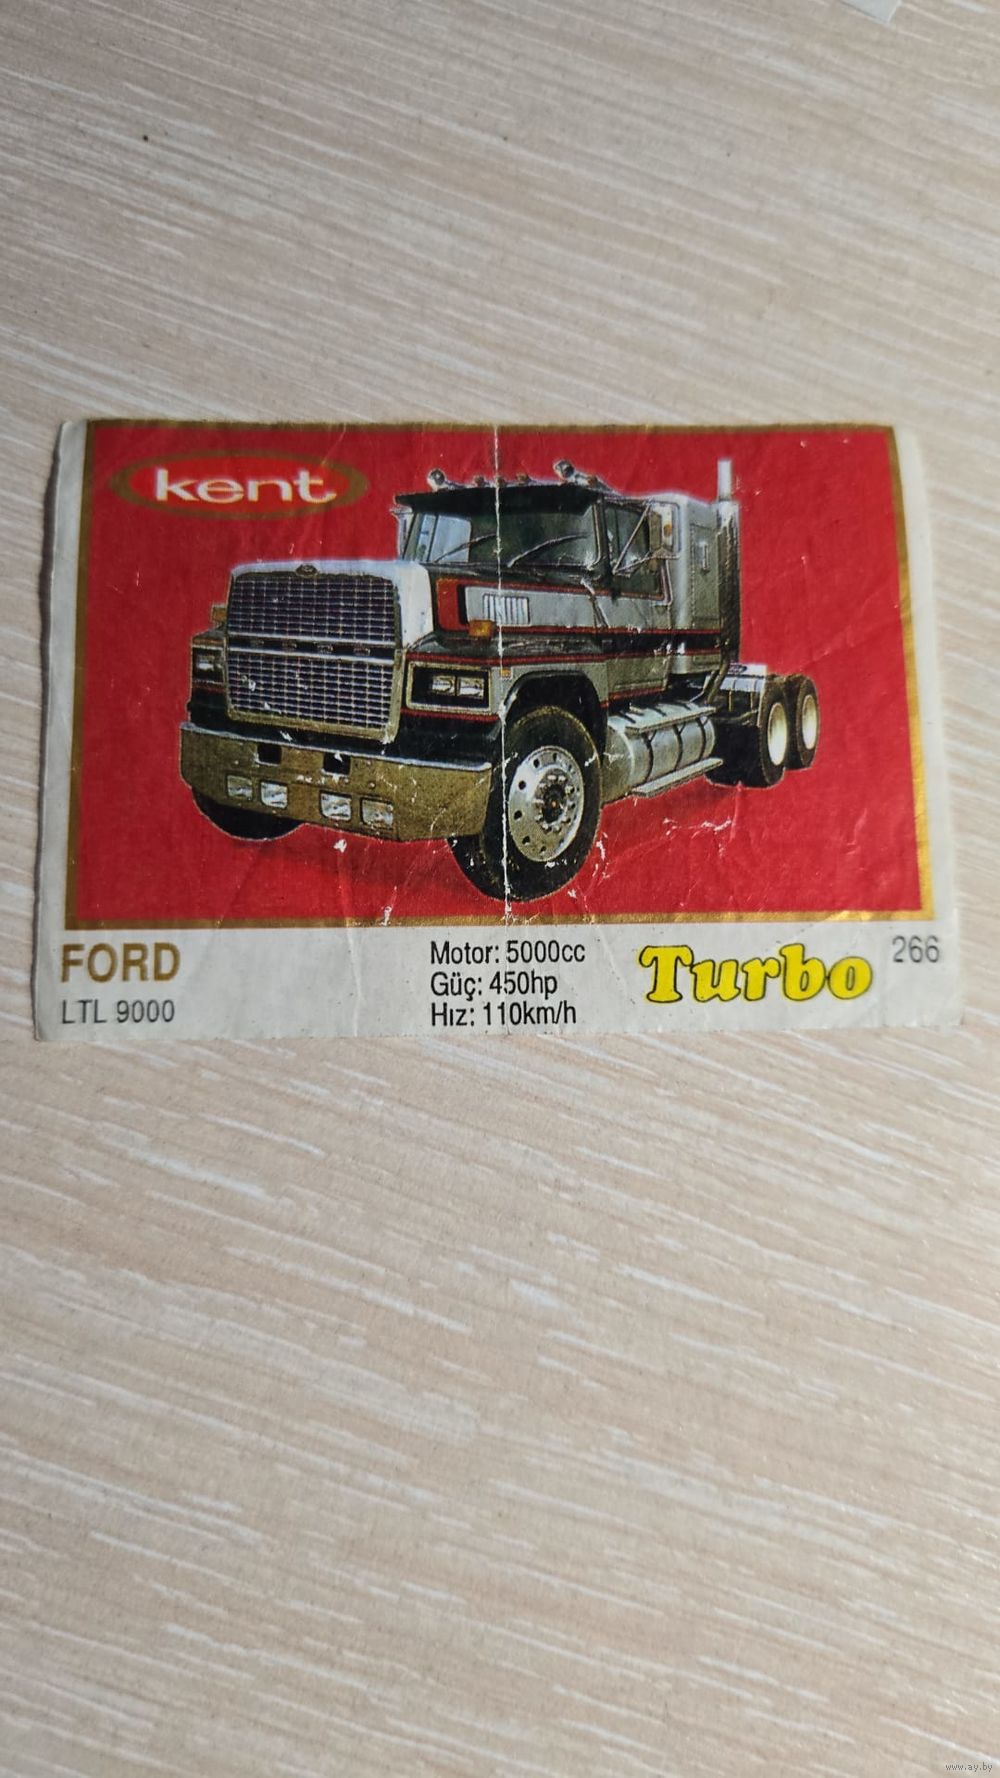 kent
FORD
LTL 9000
Motor: 5000cc
Güç: 450hp
Hız: 110km/h
Turbo
266
www.ay.by